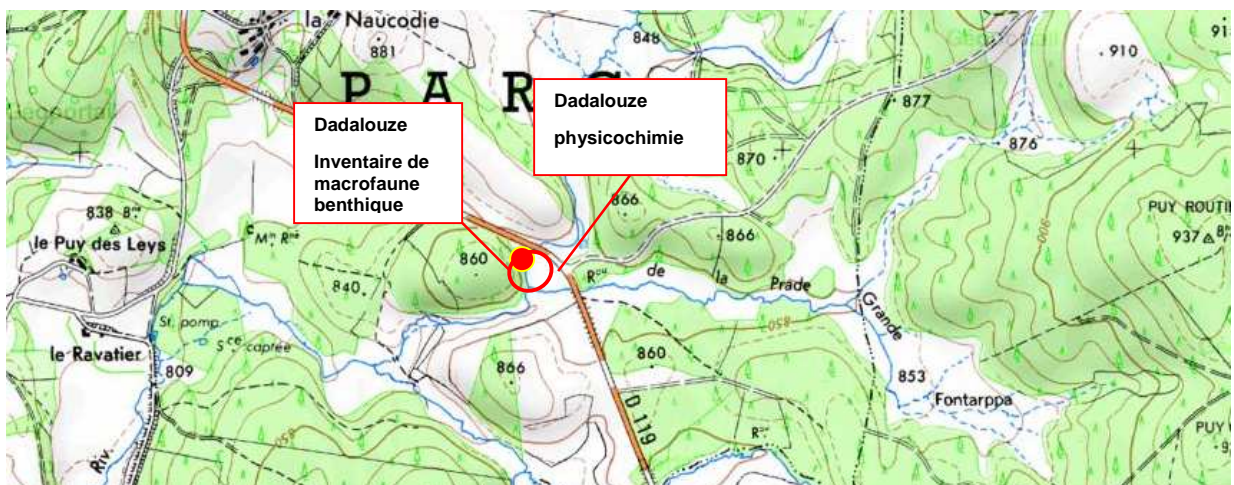 la Naucodie
881
848
910
P A R C
Dadalouze
Inventaire de
macrofaune
benthique
Dadalouze
physicochimie
877
876
870
866
866
838
le Puy des Leys
860
840
PUY ROUTI
937
900
Rau de la Prade
Grande
St. pomp.
Sce captée
le Ravatier
809
850
866
860
853
Fontarppa
D 119
850
Riv.
PUY